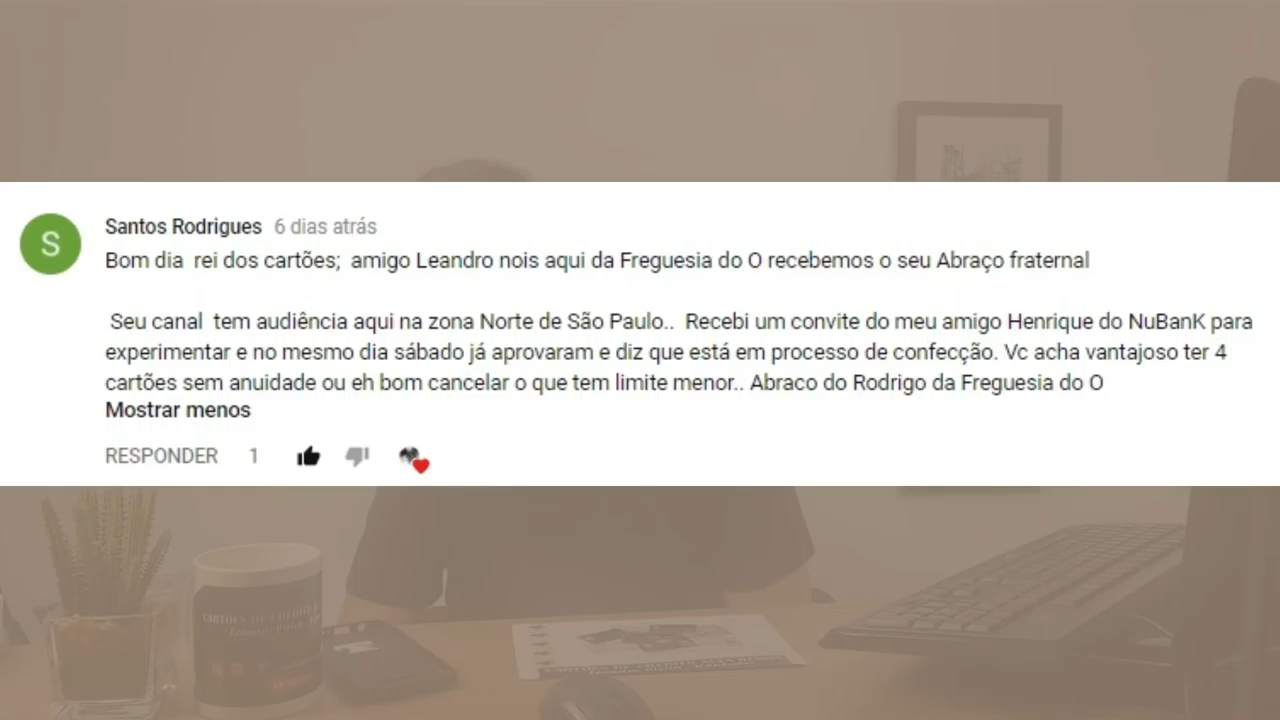 S
Santos Rodrigues 6 dias atrás
Bom dia  rei dos cartões;  amigo Leandro nois aqui da Freguesia do O recebemos o seu Abraço fraternal
Seu canal  tem audiência aqui na zona Norte de São Paulo..  Recebi um convite do meu amigo Henrique do NuBanK para
experimentar e no mesmo dia sábado já aprovaram e diz que está em processo de confecção. Vc acha vantajoso ter 4
cartões sem anuidade ou eh bom cancelar o que tem limite menor.. Abraco do Rodrigo da Freguesia do O
Mostrar menos
RESPONDER 1